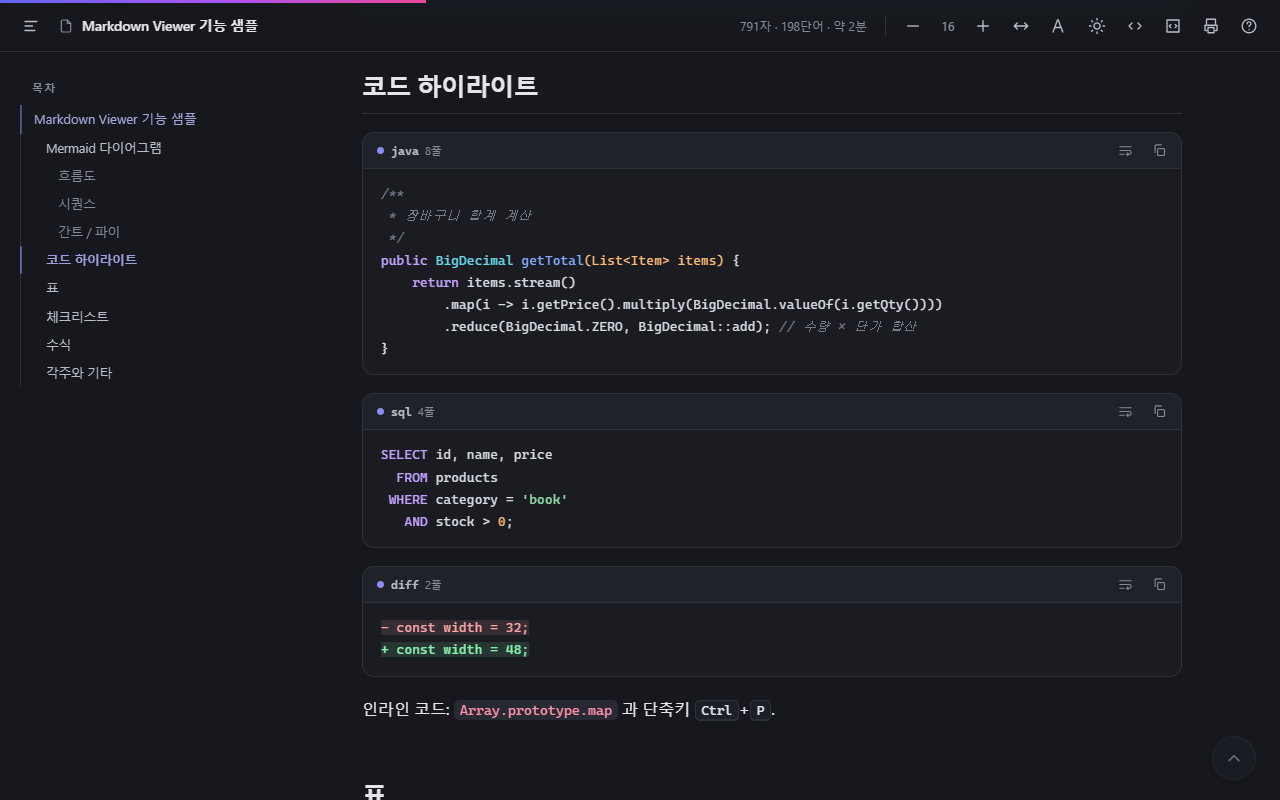 Markdown Viewer 기능 샘플
791자 · 198단어 · 약 2분
16
목차
Markdown Viewer 기능 샘플
Mermaid 다이어그램
흐름도
시퀀스
간트 / 파이
코드 하이라이트
표
체크리스트
수식
각주와 기타
코드 하이라이트
java 8줄
/**
 * 장바구니 합계 계산
 */
public BigDecimal getTotal(List<Item> items) {
    return items.stream()
        .map(i -> i.getPrice().multiply(BigDecimal.valueOf(i.getQty())))
        .reduce(BigDecimal.ZERO, BigDecimal::add); // 수량 × 단가 합산
}
sql 4줄
SELECT id, name, price
  FROM products
 WHERE category = 'book'
   AND stock > 0;
diff 2줄
- const width = 32;
+ const width = 48;
인라인 코드: Array.prototype.map 과 단축키 Ctrl + P.
표